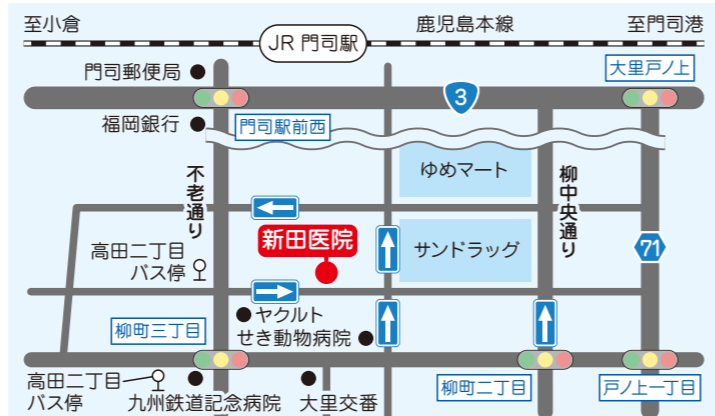 至小倉
JR 門司駅
鹿児島本線
至門司港
門司郵便局
大里戸ノ上
3
福岡銀行
門司駅前西
不老通り
ゆめマート
柳中央通り
新田医院
サンドラッグ
71
高田二丁目
バス停
ヤクルト
柳町三丁目
せき動物病院
高田二丁目
バス停
九州鉄道記念病院
大里交番
柳町二丁目
戸ノ上一丁目